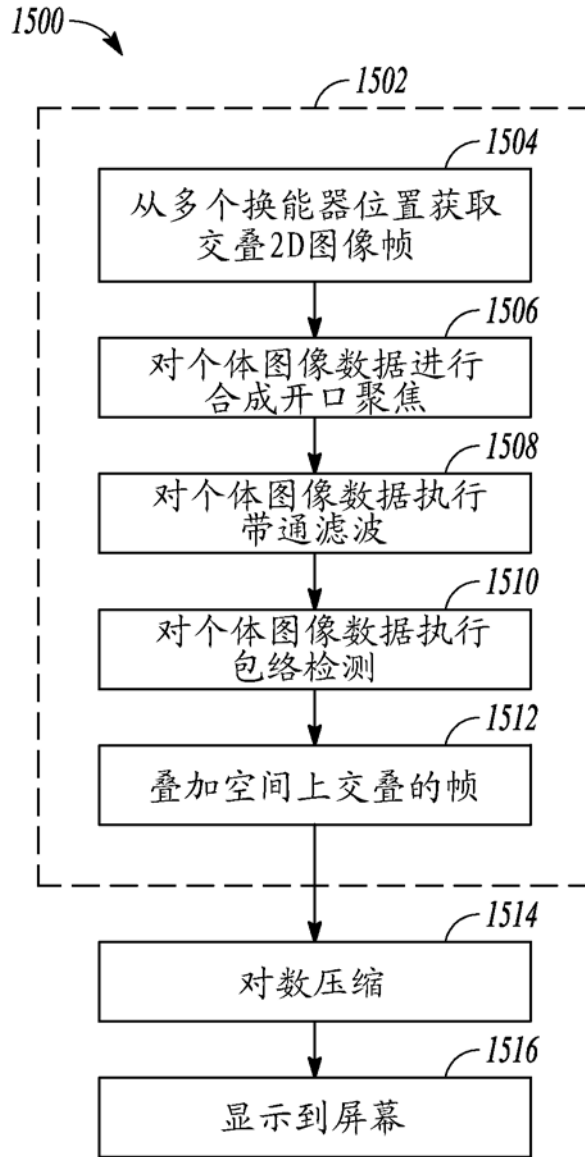 1500
1502
1504
从多个换能器位置获取
交叠2D图像帧
1506
对个体图像数据进行
合成开口聚焦
1508
对个体图像数据执行
带通滤波
1510
对个体图像数据执行
包络检测
1512
叠加空间上交叠的帧
1514
对数压缩
1516
显示到屏幕